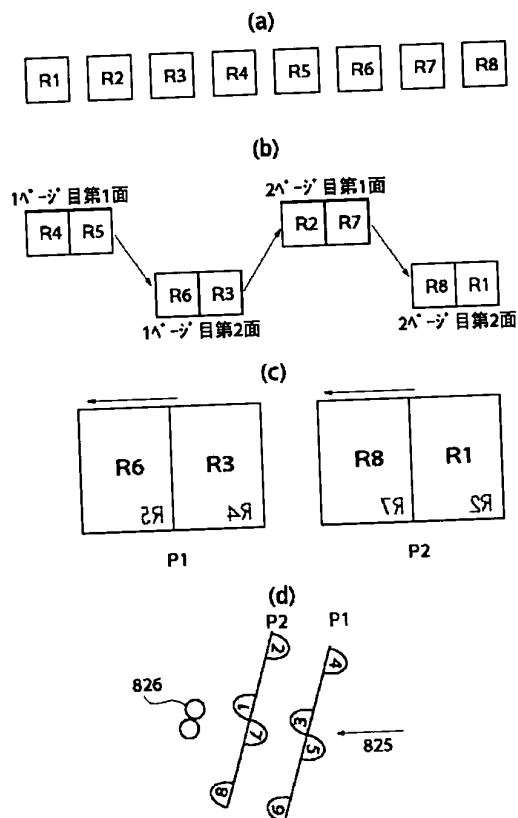 (a)
R1 R2 R3 R4 R5 R6 R7 R8
(b)
1ページ目第1面
R4 R5
2ページ目第1面
R2 R7
R6 R3
1ページ目第2面
R8 R1
2ページ目第2面
(c)
R6 R3
R5 R4
P1
R8 R1
R7 R2
P2
(d)
P2 P1
826
2 4
1 3
7 5
825
8 6